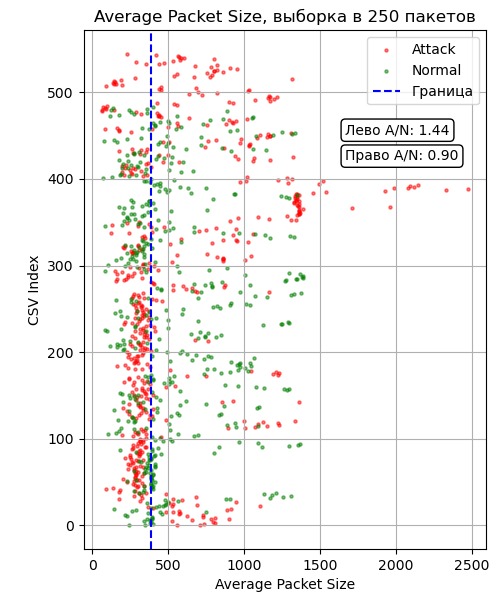 Average Packet Size, выборка в 250 пакетов
Attack
Normal
Граница
Лево A/N: 1.44
Право A/N: 0.90
CSV Index
500
400
300
200
100
0
0 500 1000 1500 2000 2500
Average Packet Size